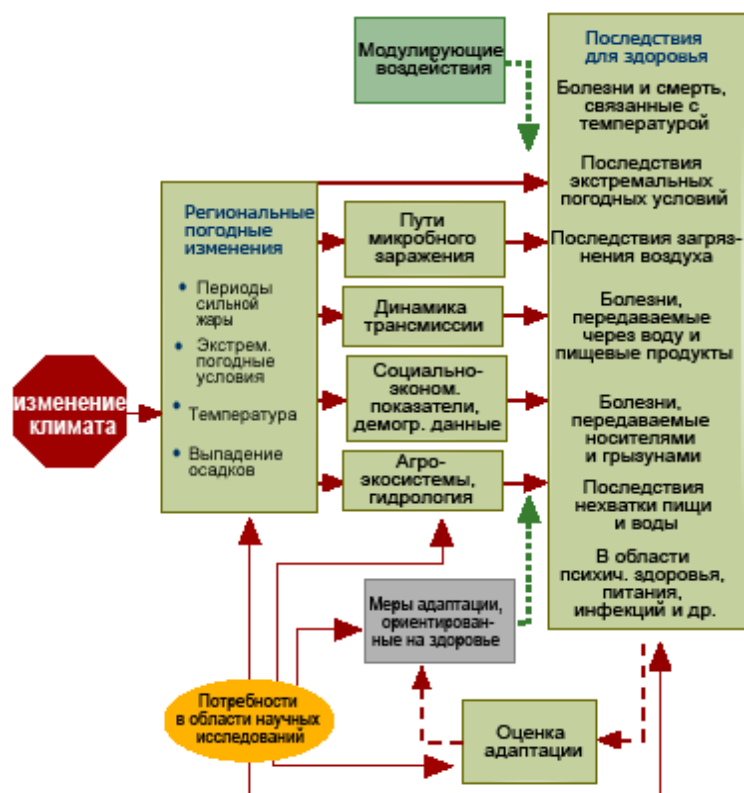 Модулирующие
воздействия
Последствия
для здоровья
Болезни и смерть,
связанные с
температурой
Последствия
экстремальных
погодных условий
Последствия загряз-
нения воздуха
Болезни,
передаваемые
через воду и
пищевые продукты
Болезни,
передаваемые
носителями
и грызунами
Последствия
нехватки пищи
и воды
В области
психич. здоровья,
питания,
инфекций и др.
Региональные
погодные
изменения
• Периоды
сильной
жары
• Экстрем.
погодные
условия
• Температура
• Выпадение
осадков
Пути
микробного
заражения
Динамика
трансмиссии
Социально-
эконом.
показатели,
демогр. данные
Агро-
экосистемы,
гидрология
изменение
климата
Меры адаптации,
ориентирован-
ные на здоровье
Потребности
в области научных
исследований
Оценка
адаптации